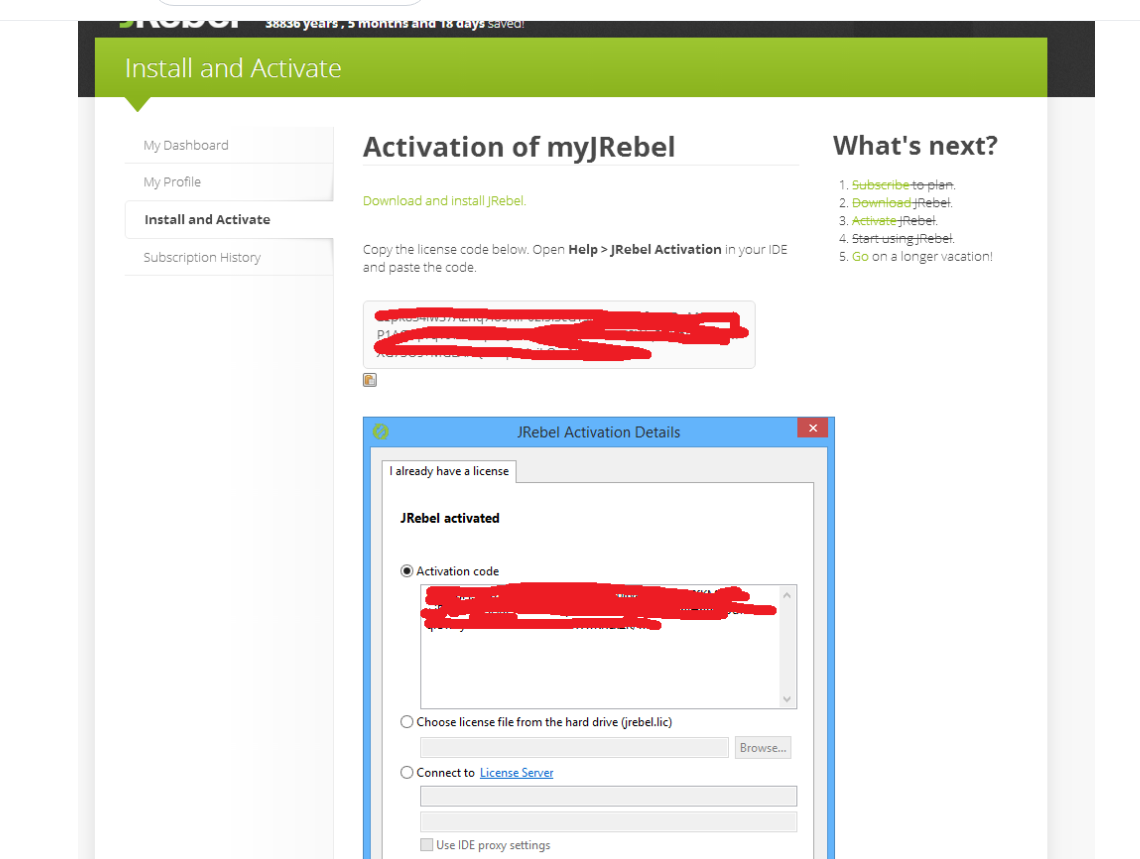 JRebel 38836 years , 5 months and 18 days saved!
Install and Activate
My Dashboard
My Profile
Install and Activate
Subscription History
Activation of myJRebel
Download and install JRebel.
Copy the license code below. Open Help > JRebel Activation in your IDE
and paste the code.
What's next?
1. Subscribe to plan.
2. Download JRebel.
3. Activate JRebel.
4. Start using JRebel.
5. Go on a longer vacation!
JRebel Activation Details
I already have a license
JRebel activated
Activation code
Choose license file from the hard drive (jrebel.lic)
Browse...
Connect to License Server
Use IDE proxy settings